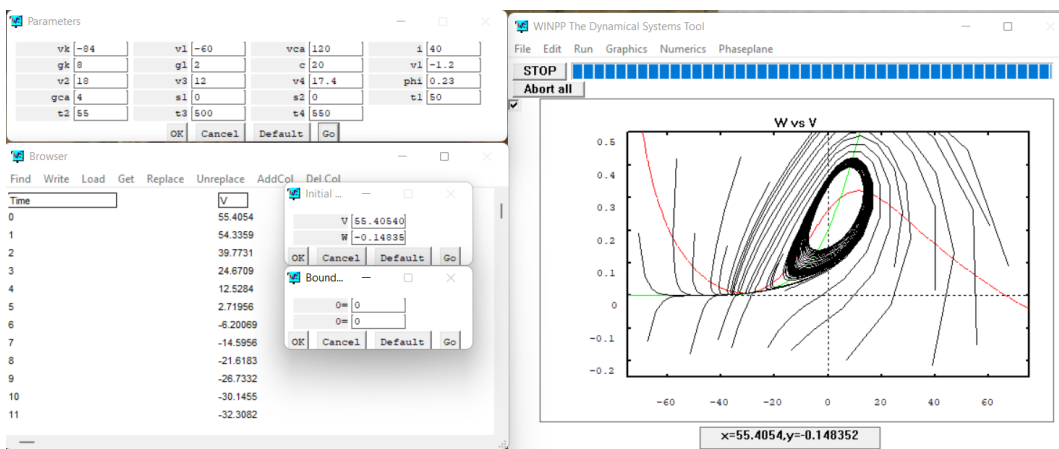 Parameters
vk -84 v1 -60 vca 120 i 40
gk 8 gl 2 c 20 v1 -1.2
v2 18 v3 12 v4 17.4 phi 0.23
gca 4 s1 0 s2 0 t1 50
t2 55 t3 500 t4 550
OK Cancel Default Go
Browser
Find Write Load Get Replace Unreplace AddCol Del Col
Time V
0 55.4054
1 54.3359
2 39.7731
3 24.6709
4 12.5284
5 2.71956
6 -6.20069
7 -14.5956
8 -21.6183
9 -26.7332
10 -30.1455
11 -32.3082
Initial ...
V 55.40540
W -0.14835
OK Cancel Default Go
Bound...
0= 0
0= 0
OK Cancel Default Go
WINPP The Dynamical Systems Tool
File Edit Run Graphics Numerics Phaseplane
STOP
Abort all
W vs V
0.5
0.4
0.3
0.2
0.1
0
-0.1
-0.2
-60 -40 -20 0 20 40 60
x=55.4054,y=-0.148352